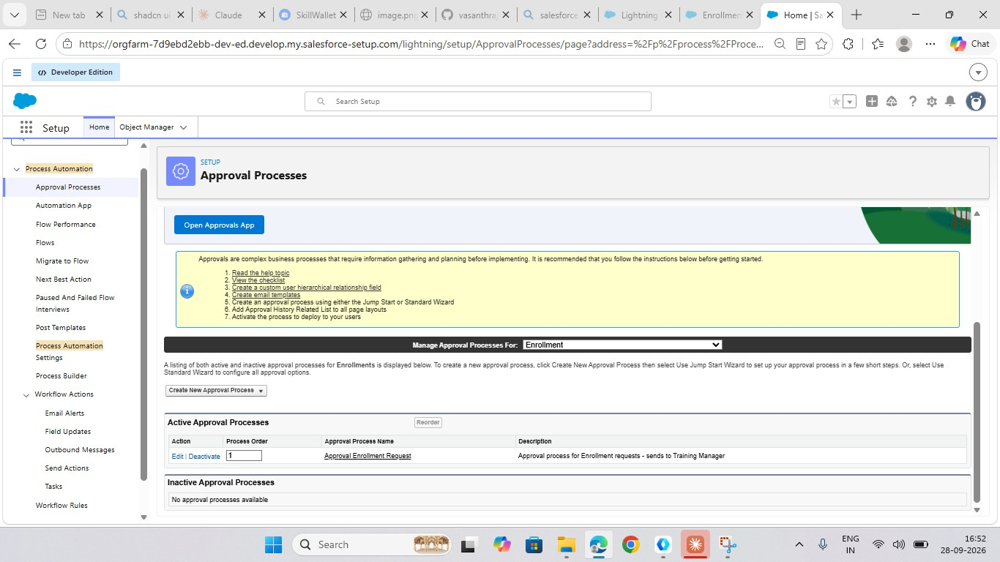 New tab
shadcn ui
Claude
SkillWallet
image.png
vasanthraj
salesforce
Lightning
Enrollmen
Home | Sa
https://orgfarm-7d9ebd2ebb-dev-ed.develop.my.salesforce-setup.com/lightning/setup/ApprovalProcesses/page?address=%2Fp%2Fprocess%2FProce...
Chat
Developer Edition
Search Setup
Setup
Home
Object Manager
Process Automation
Approval Processes
Automation App
Flow Performance
Flows
Migrate to Flow
Next Best Action
Paused And Failed Flow
Interviews
Post Templates
Process Automation
Settings
Process Builder
Workflow Actions
Email Alerts
Field Updates
Outbound Messages
Send Actions
Tasks
Workflow Rules
SETUP
Approval Processes
Open Approvals App
Approvals are complex business processes that require information gathering and planning before implementing. It is recommended that you follow the instructions below before getting started.
1. Read the help topic
2. View the checklist
3. Create a custom user hierarchical relationship field
4. Create email templates
5. Create an approval process using either the Jump Start or Standard Wizard
6. Add Approval History Related List to all page layouts
7. Activate the process to deploy to your users
Manage Approval Processes For: Enrollment
A listing of both active and inactive approval processes for Enrollments is displayed below. To create a new approval process, click Create New Approval Process then select Use Jump Start Wizard to set up your approval process in a few short steps. Or, select Use
Standard Wizard to configure all approval options.
Create New Approval Process
Active Approval Processes
Reorder
Action Process Order Approval Process Name Description
Edit | Deactivate 1 Approval Enrollment Request Approval process for Enrollment requests - sends to Training Manager
Inactive Approval Processes
No approval processes available
Search
ENG
IN
16:52
28-09-2026